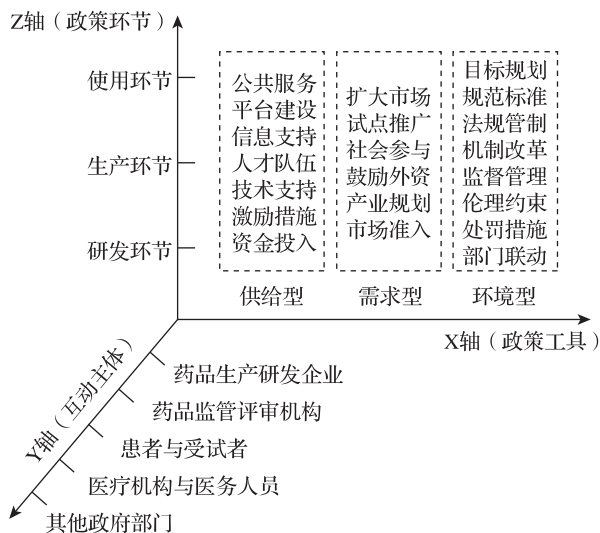 Z轴（政策环节）
使用环节
生产环节
研发环节
公共服务
平台建设
信息支持
人才队伍
技术支持
激励措施
资金投入
供给型
扩大市场
试点推广
社会参与
鼓励外资
产业规划
市场准入
需求型
目标规划
规范标准
法规管制
机制改革
监督管理
伦理约束
处罚措施
部门联动
环境型
X轴（政策工具）
Y轴（互动主体）
药品生产研发企业
药品监管评审机构
患者与受试者
医疗机构与医务人员
其他政府部门